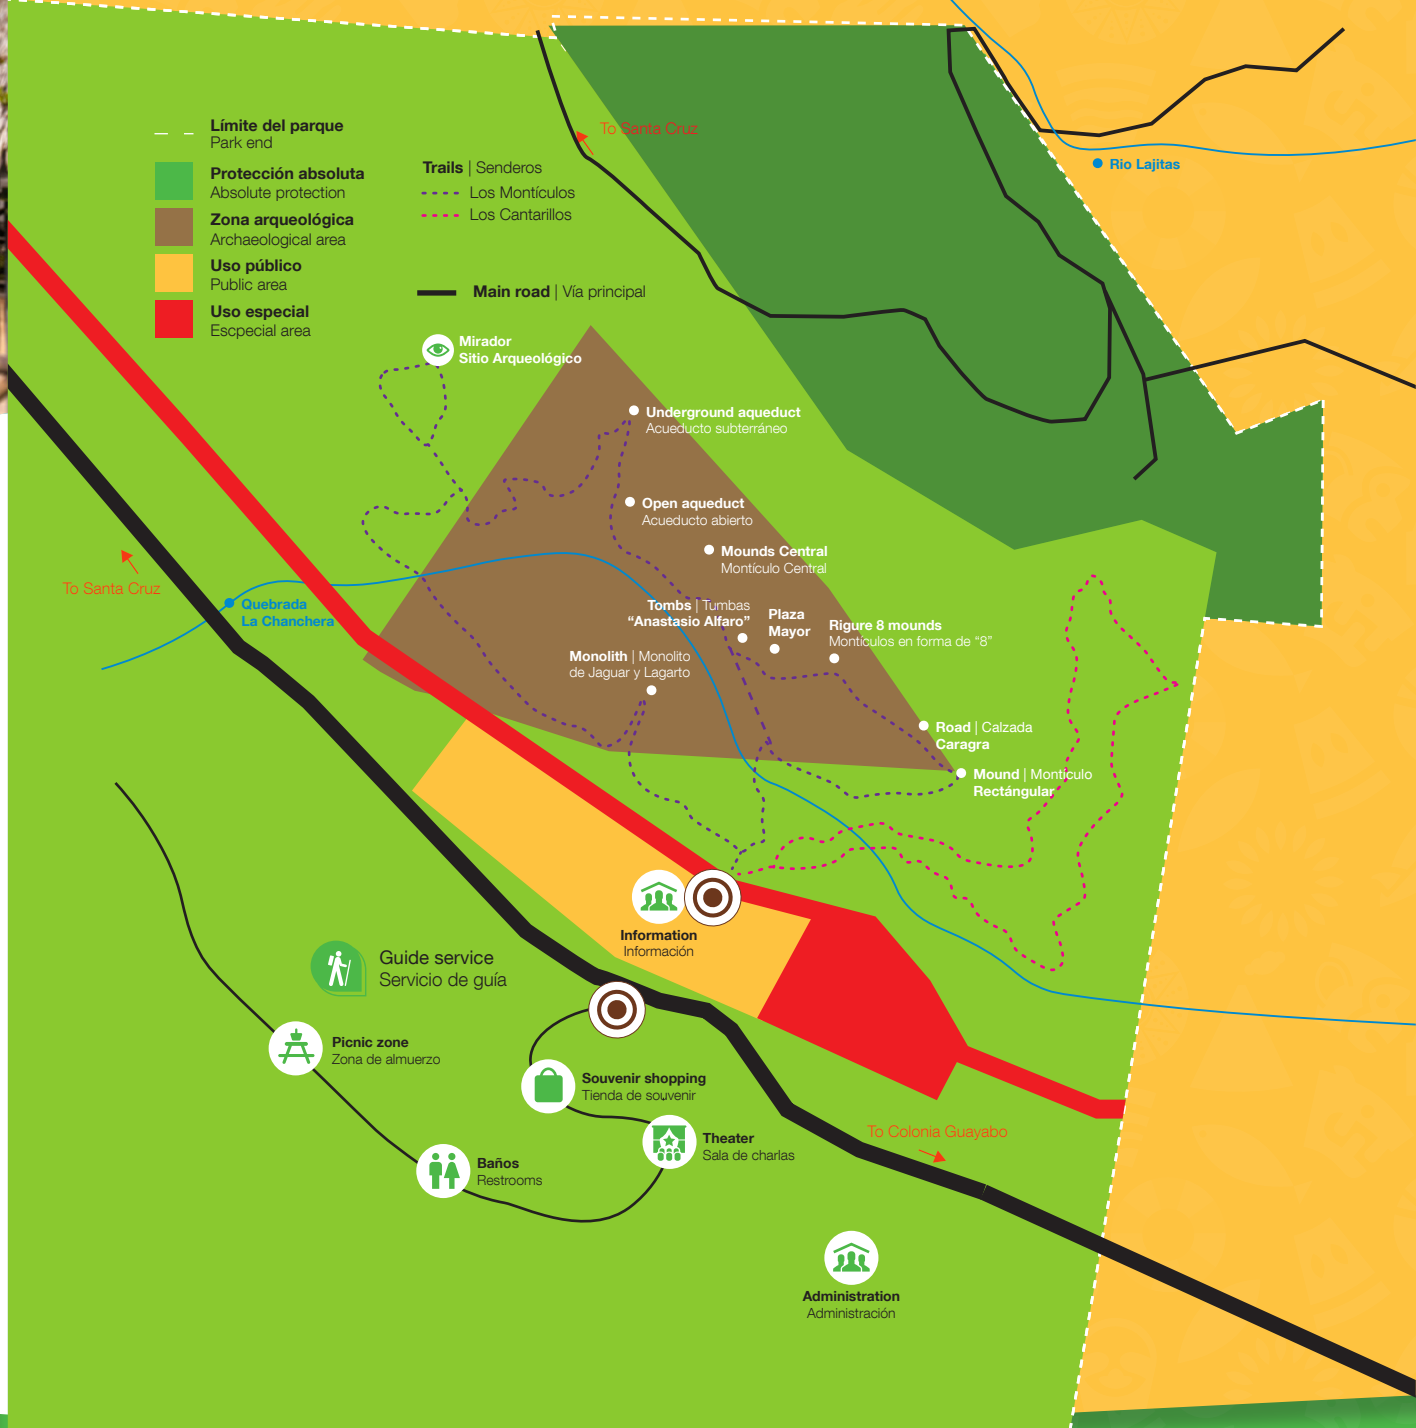 Límite del parque
Park end
Protección absoluta
Absolute protection
Zona arqueológica
Archaeological area
Uso público
Public area
Uso especial
Escpecial area
Trails | Senderos
Los Montículos
Los Cantarillos
Main road | Vía principal
To Santa Cruz
Rio Lajitas
Mirador
Sitio Arqueológico
Underground aqueduct
Acueducto subterráneo
Open aqueduct
Acueducto abierto
Mounds Central
Montículo Central
To Santa Cruz
Quebrada
La Chanchera
Tombs | Tumbas
“Anastasio Alfaro”
Plaza
Mayor
Rigure 8 mounds
Montículos en forma de “8”
Monolith | Monolito
de Jaguar y Lagarto
Road | Calzada
Caragra
Mound | Montículo
Rectángular
Information
Información
Guide service
Servicio de guía
Picnic zone
Zona de almuerzo
Souvenir shopping
Tienda de souvenir
Theater
Sala de charlas
Baños
Restrooms
To Colonia Guayabo
Administration
Administración